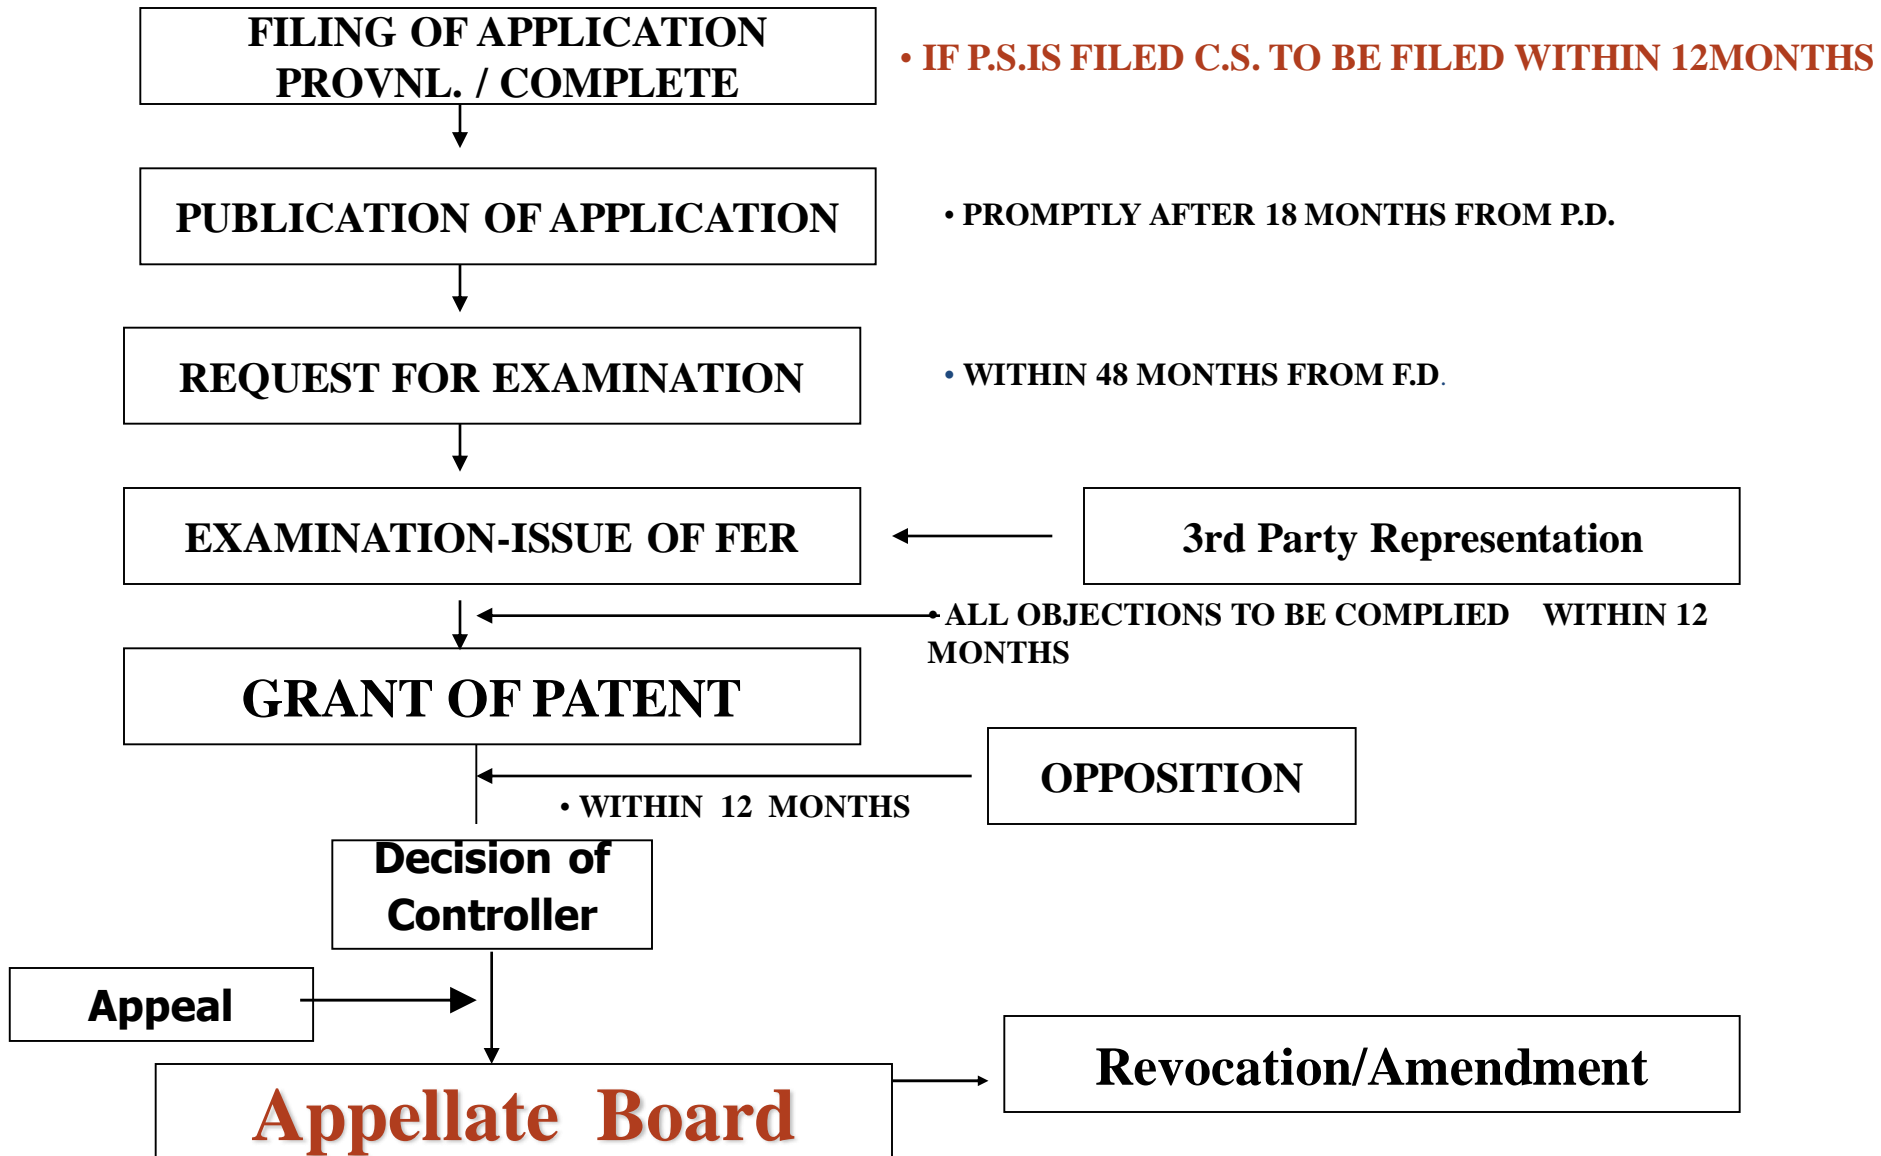 FILING OF APPLICATION
PROVNL. / COMPLETE
• IF P.S.IS FILED C.S. TO BE FILED WITHIN 12MONTHS
PUBLICATION OF APPLICATION
• PROMPTLY AFTER 18 MONTHS FROM P.D.
REQUEST FOR EXAMINATION
• WITHIN 48 MONTHS FROM F.D.
EXAMINATION-ISSUE OF FER
3rd Party Representation
• ALL OBJECTIONS TO BE COMPLIED WITHIN 12
MONTHS
GRANT OF PATENT
OPPOSITION
• WITHIN 12 MONTHS
Decision of
Controller
Appeal
Revocation/Amendment
Appellate Board